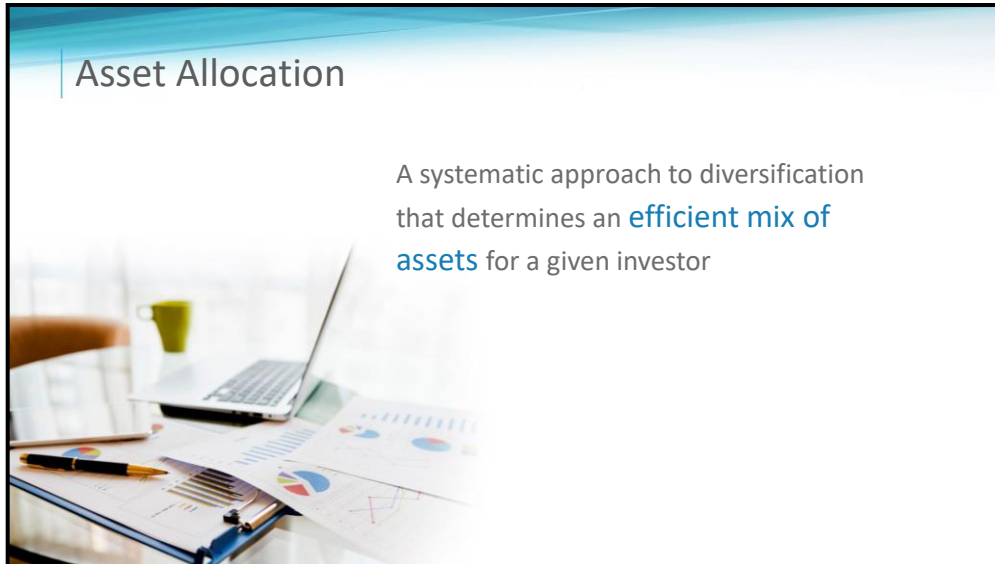 Asset Allocation
A systematic approach to diversification
that determines an efficient mix of
assets for a given investor